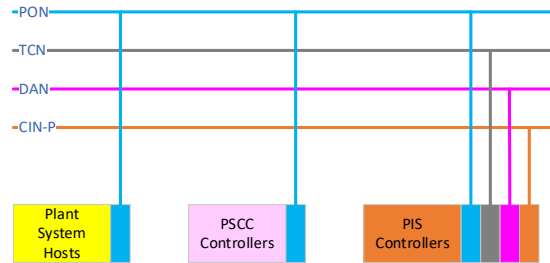 PON
TCN
DAN
CIN-P
Plant
System
Hosts
PSCC
Controllers
PIS
Controllers